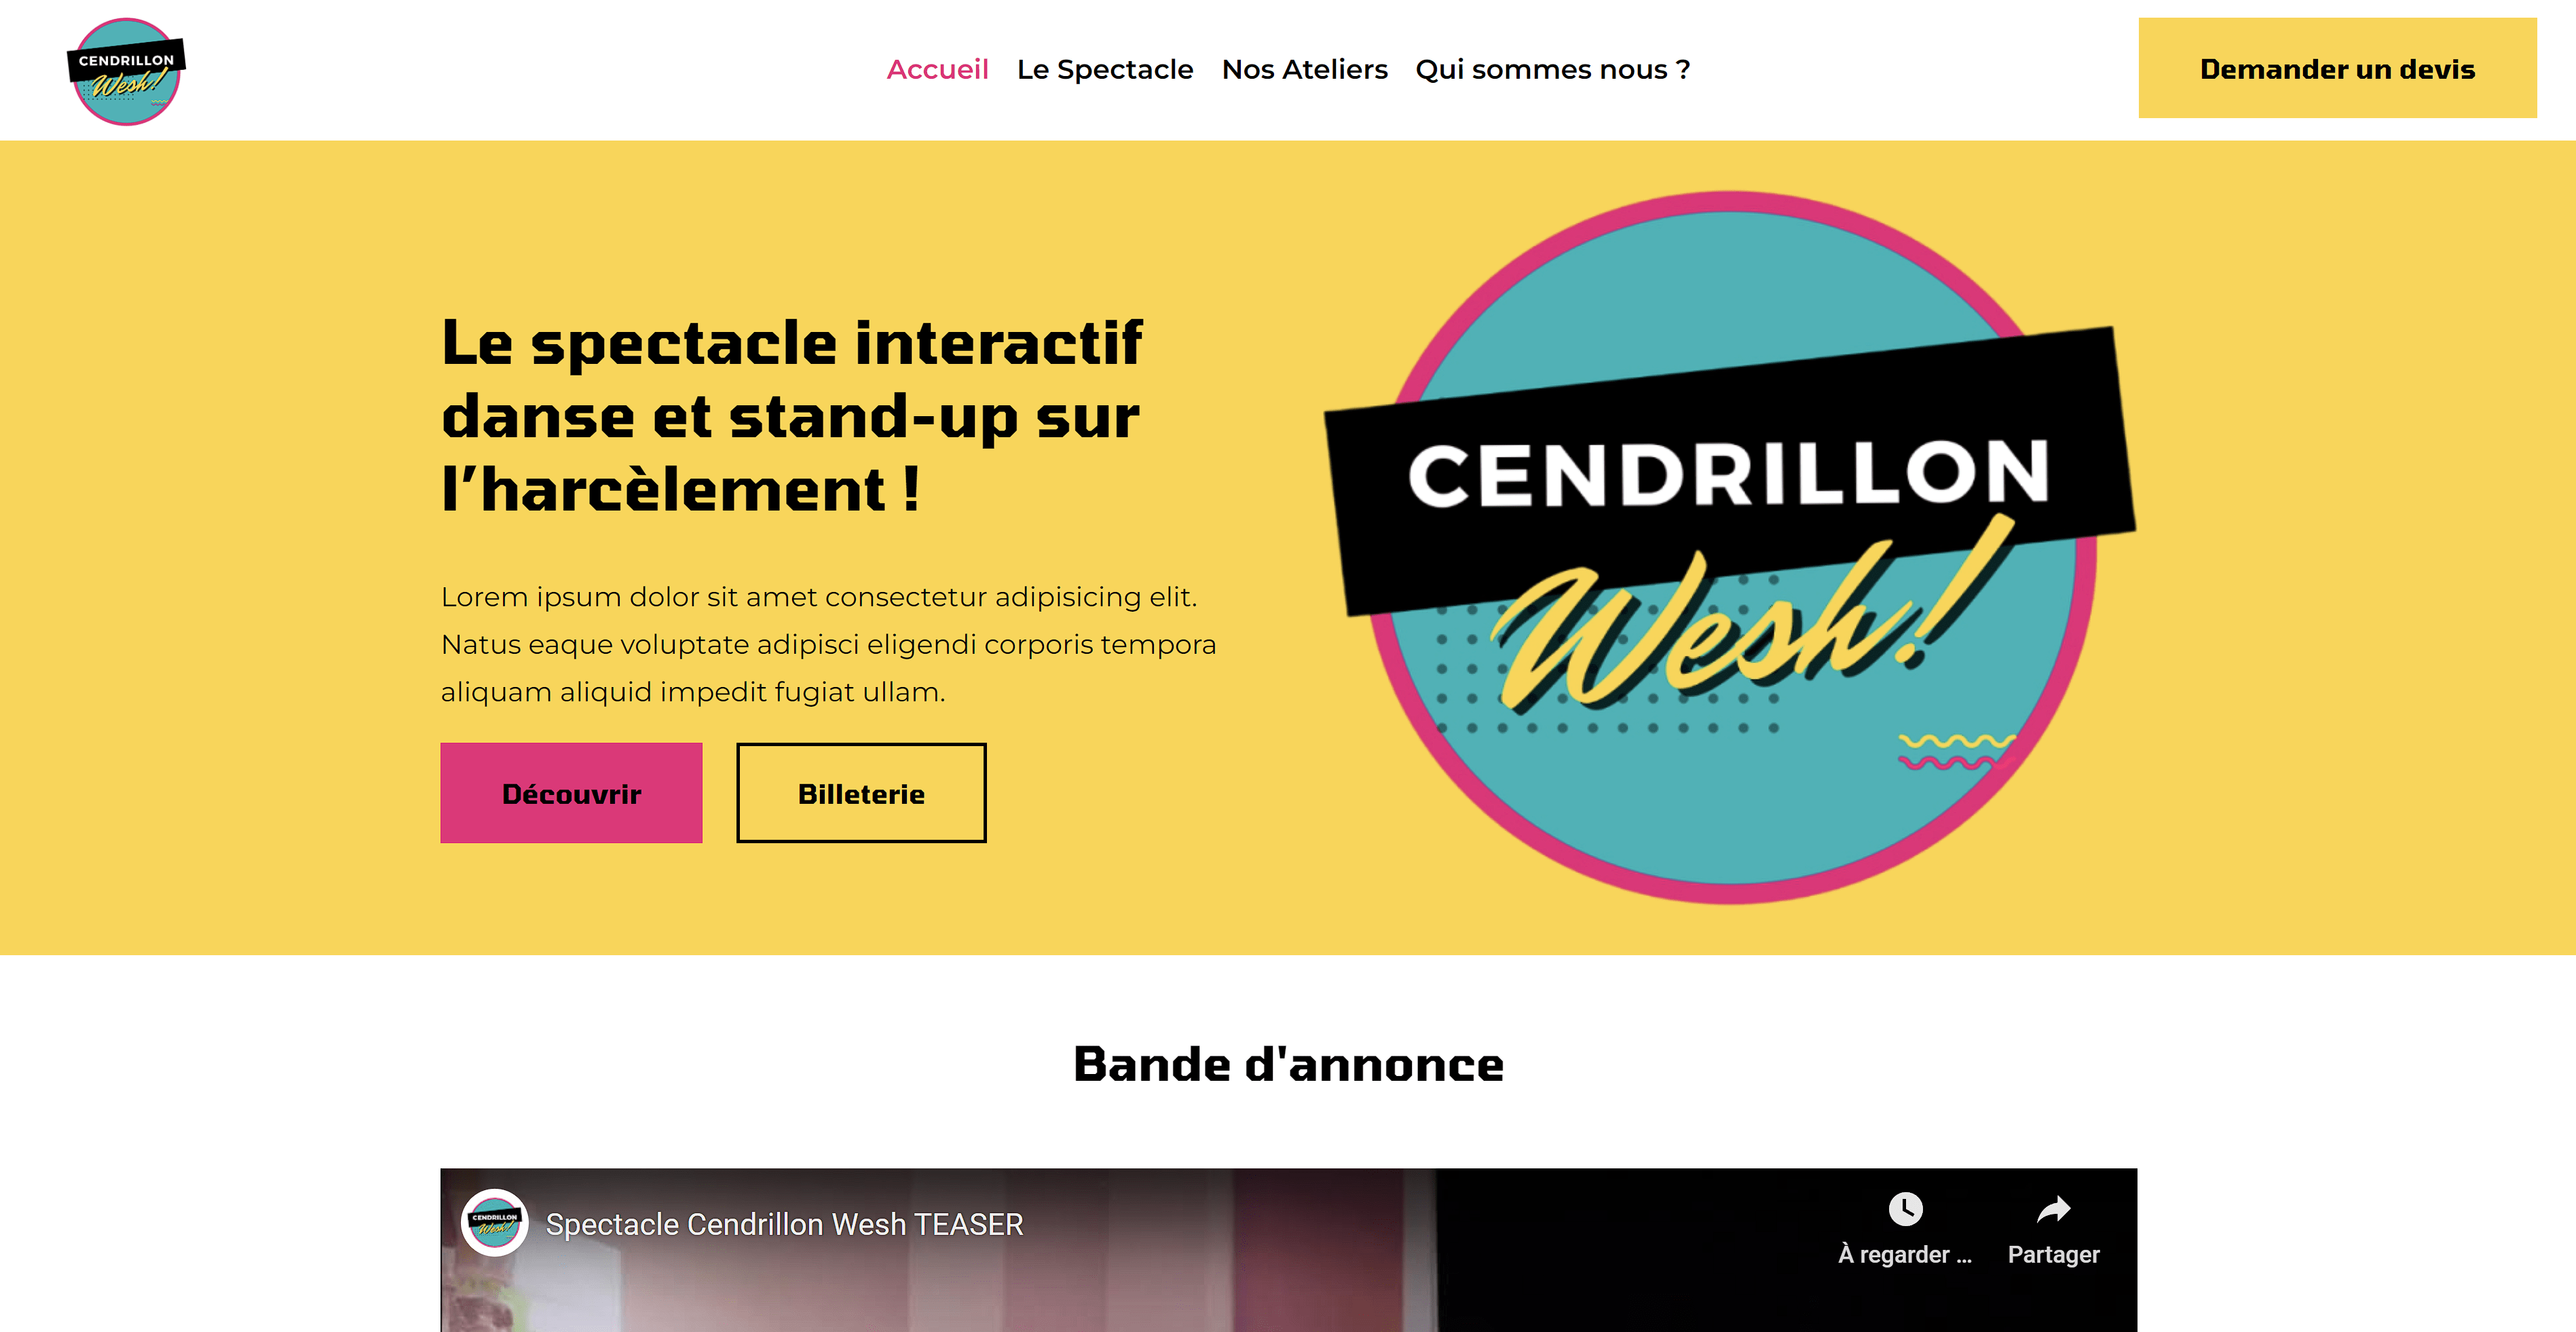 CENDRILLON
Wesh!
Accueil Le Spectacle Nos Ateliers Qui sommes nous ?
Demander un devis
Le spectacle interactif
danse et stand-up sur
l’harcèlement !
Lorem ipsum dolor sit amet consectetur adipisicing elit.
Natus eaque voluptate adipisci eligendi corporis tempora
aliquam aliquid impedit fugiat ullam.
Découvrir
Billeterie
CENDRILLON
Wesh!
Bande d'annonce
CENDRILLON
Wesh!
Spectacle Cendrillon Wesh TEASER
À regarder ...
Partager